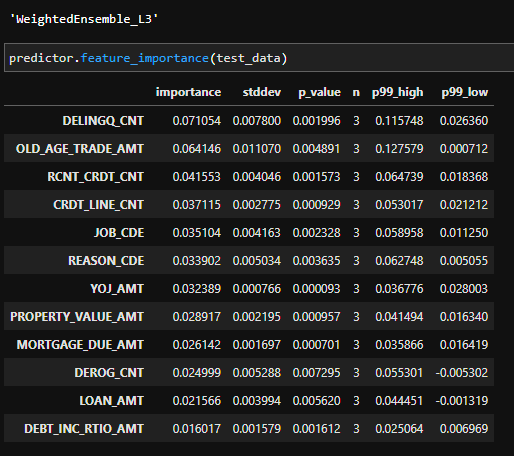 'WeightedEnsemble_L3'
predictor.feature_importance(test_data)
importance stddev p_value n p99_high p99_low
DELINGQ_CNT 0.071054 0.007800 0.001996 3 0.115748 0.026360
OLD_AGE_TRADE_AMT 0.064146 0.011070 0.004891 3 0.127579 0.000712
RCNT_CRDT_CNT 0.041553 0.004046 0.001573 3 0.064739 0.018368
CRDT_LINE_CNT 0.037115 0.002775 0.000929 3 0.053017 0.021212
JOB_CDE 0.035104 0.004163 0.002328 3 0.058958 0.011250
REASON_CDE 0.033902 0.005034 0.003635 3 0.062748 0.005055
YOJ_AMT 0.032389 0.000766 0.000093 3 0.036776 0.028003
PROPERTY_VALUE_AMT 0.028917 0.002195 0.000957 3 0.041494 0.016340
MORTGAGE_DUE_AMT 0.026142 0.001697 0.000701 3 0.035866 0.016419
DEROG_CNT 0.024999 0.005288 0.007295 3 0.055301 -0.005302
LOAN_AMT 0.021566 0.003994 0.005620 3 0.044451 -0.001319
DEBT_INC_RTIO_AMT 0.016017 0.001579 0.001612 3 0.025064 0.006969